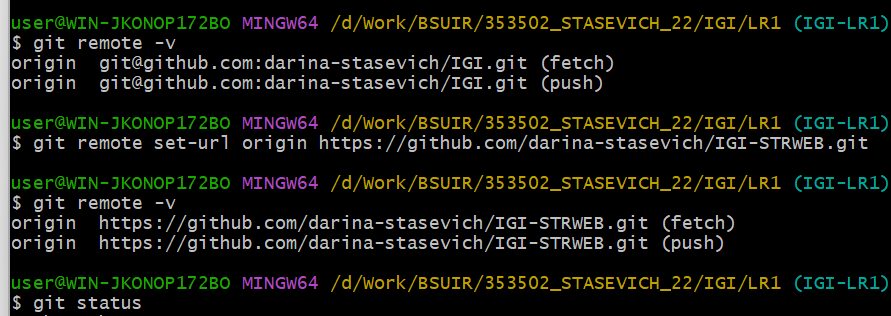 user@WIN-JKONOP172BO MINGW64 /d/Work/BSUIR/353502_STASEVICH_22/IGI/LR1 (IGI-LR1)
$ git remote -v
origin  git@github.com:darina-stasevich/IGI.git (fetch)
origin  git@github.com:darina-stasevich/IGI.git (push)
user@WIN-JKONOP172BO MINGW64 /d/Work/BSUIR/353502_STASEVICH_22/IGI/LR1 (IGI-LR1)
$ git remote set-url origin https://github.com/darina-stasevich/IGI-STRWEB.git
user@WIN-JKONOP172BO MINGW64 /d/Work/BSUIR/353502_STASEVICH_22/IGI/LR1 (IGI-LR1)
$ git remote -v
origin  https://github.com/darina-stasevich/IGI-STRWEB.git (fetch)
origin  https://github.com/darina-stasevich/IGI-STRWEB.git (push)
user@WIN-JKONOP172BO MINGW64 /d/Work/BSUIR/353502_STASEVICH_22/IGI/LR1 (IGI-LR1)
$ git status